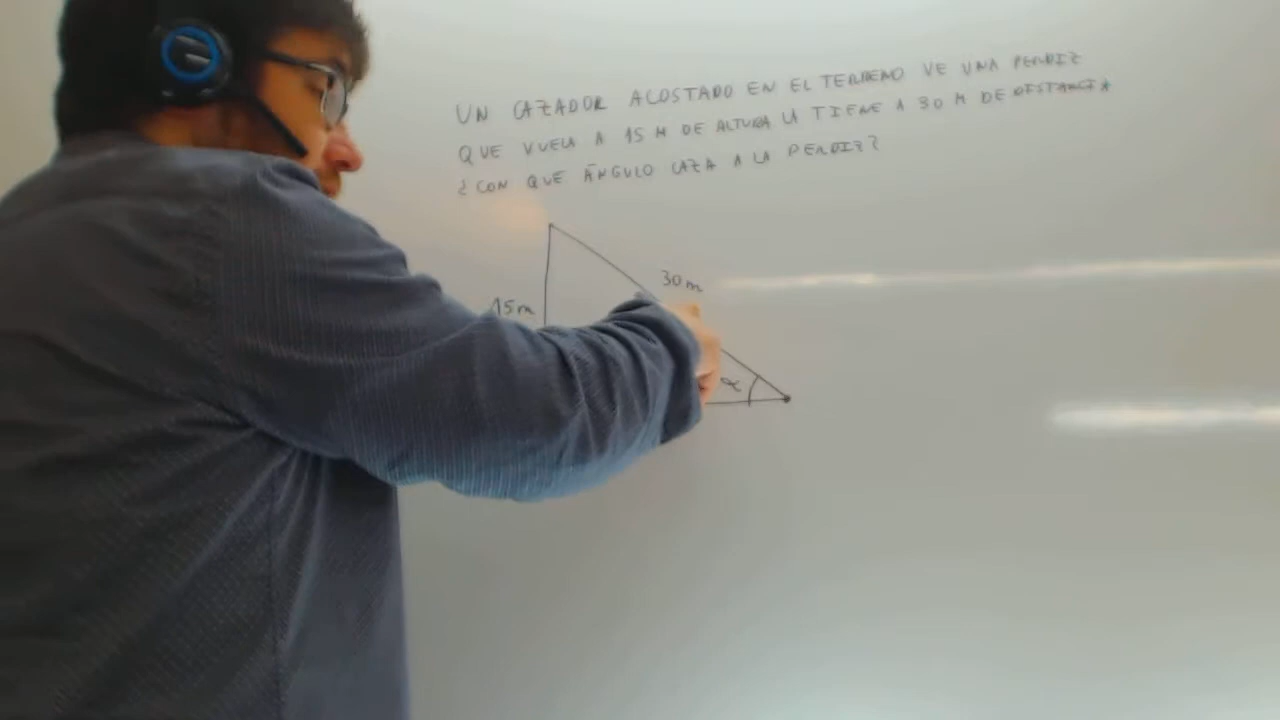 UN CAZADOR ACOSTADO EN EL TERRENO VE UNA PERDIZ
QUE VUELA A 15 M DE ALTURA LA TIENE A 30 M DE DISTANCIA
¿CON QUE ÁNGULO CAZA A LA PERDIZ?
30m
15m
α